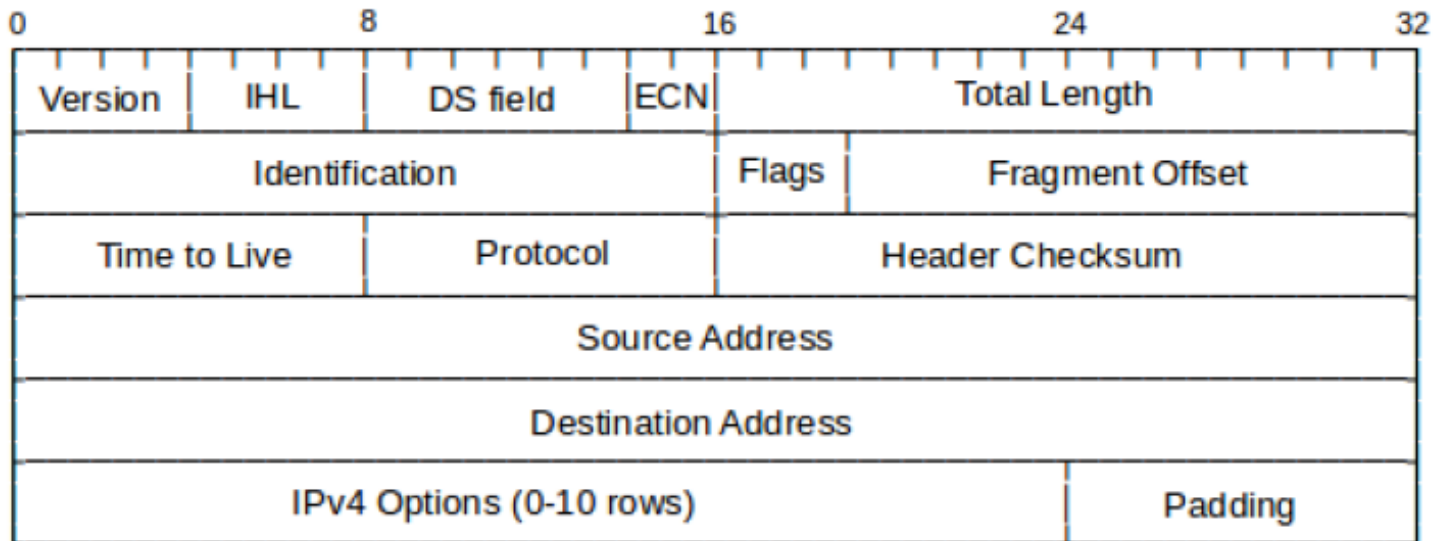 0 8 16 24 32
Version IHL DS field ECN Total Length
Identification Flags Fragment Offset
Time to Live Protocol Header Checksum
Source Address
Destination Address
IPv4 Options (0-10 rows) Padding